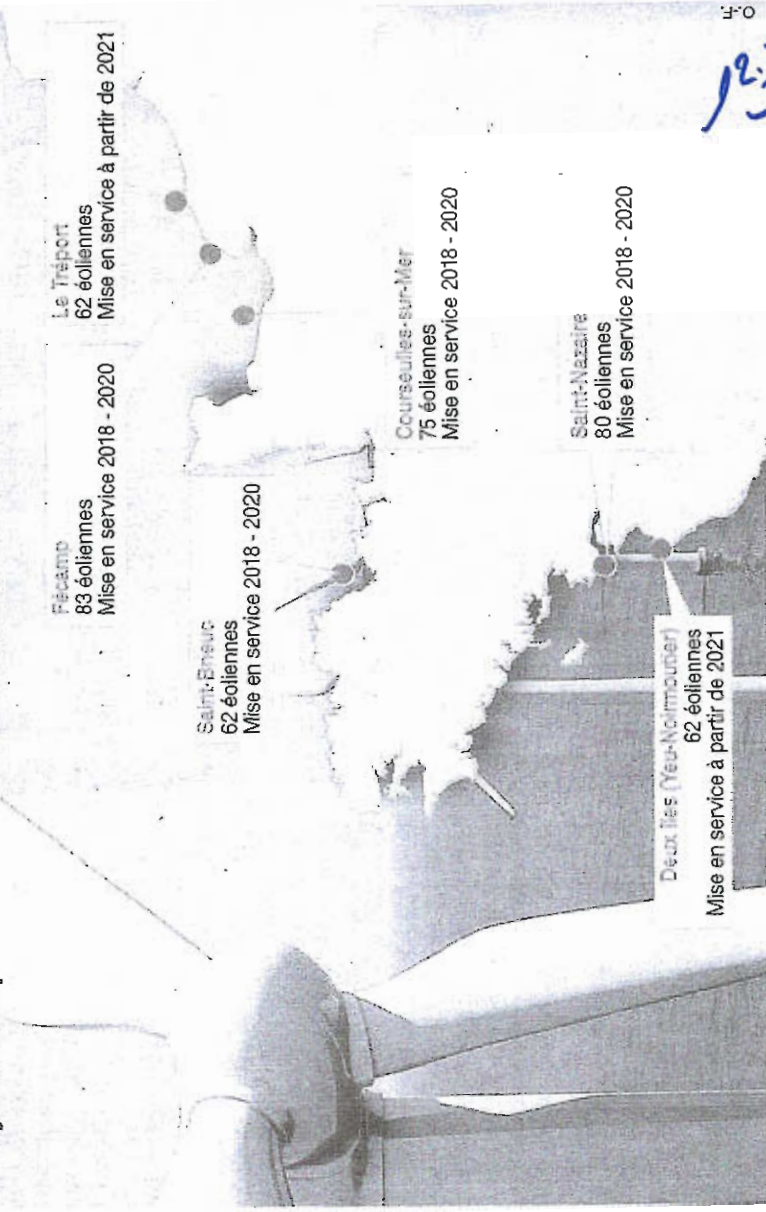 Fécamp
83 éoliennes
Mise en service 2018 - 2020
Le Tréport
62 éoliennes
Mise en service à partir de 2021
Saint-Brieuc
62 éoliennes
Mise en service 2018 - 2020
Courseulles-sur-Mer
75 éoliennes
Mise en service 2018 - 2020
Saint-Nazaire
80 éoliennes
Mise en service 2018 - 2020
Deux Iles (Yeu-Noirmoutier)
62 éoliennes
Mise en service à partir de 2021
O.-F.